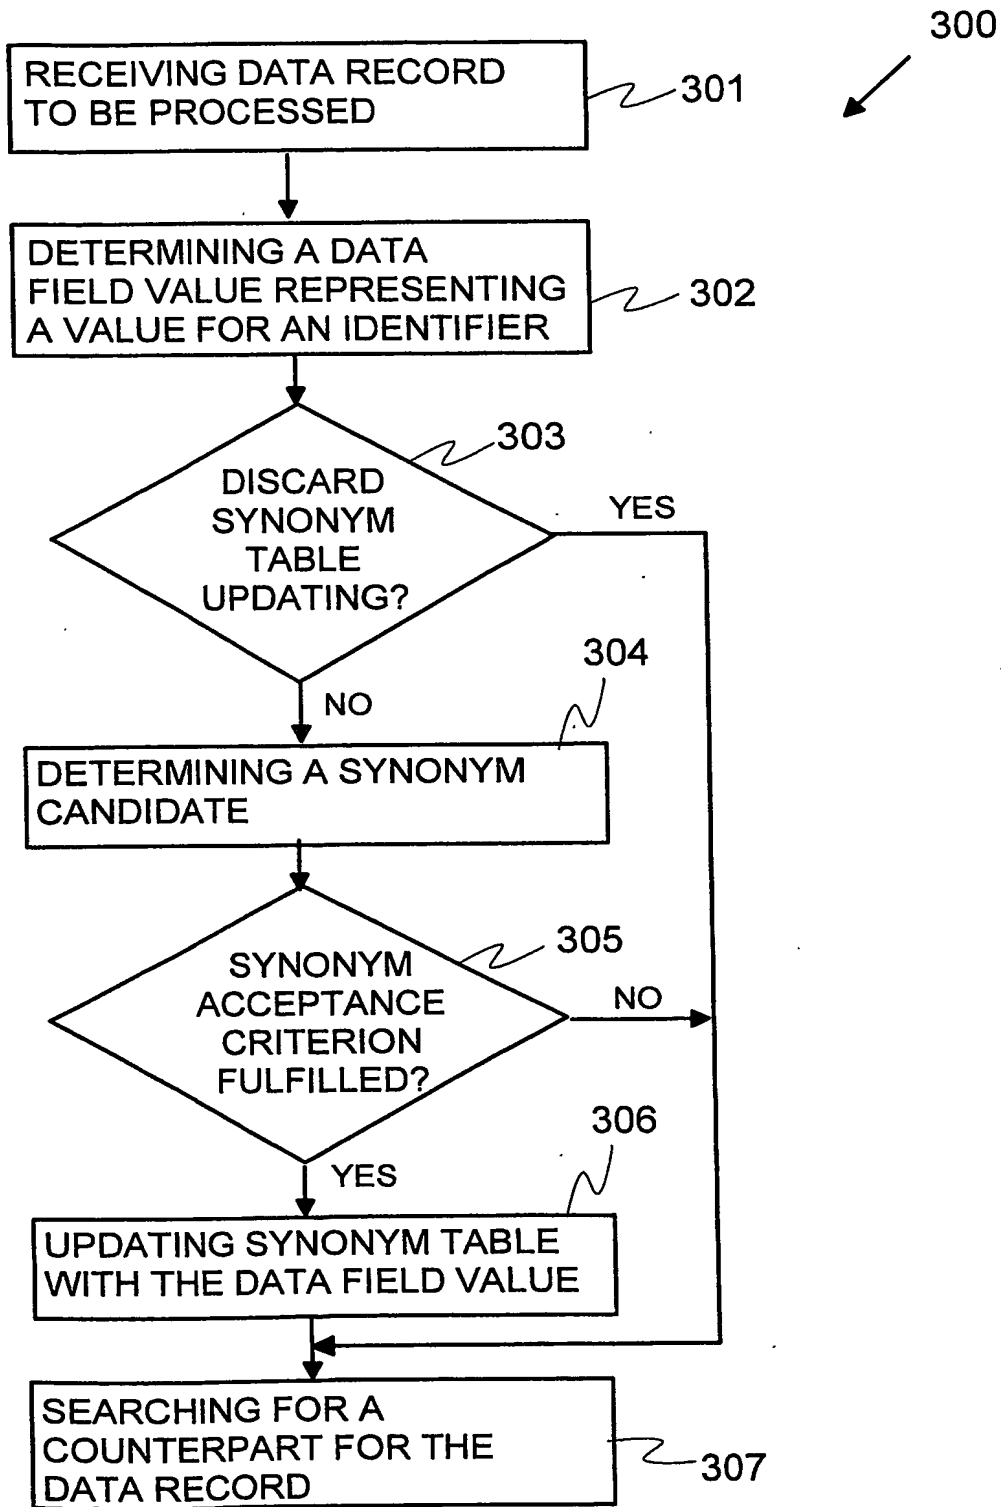 300
RECEIVING DATA RECORD
TO BE PROCESSED
301
DETERMINING A DATA
FIELD VALUE REPRESENTING
A VALUE FOR AN IDENTIFIER
302
303
DISCARD
SYNONYM
TABLE
UPDATING?
YES
NO
304
DETERMINING A SYNONYM
CANDIDATE
305
SYNONYM
ACCEPTANCE
CRITERION
FULFILLED?
NO
YES
306
UPDATING SYNONYM TABLE
WITH THE DATA FIELD VALUE
SEARCHING FOR A
COUNTERPART FOR THE
DATA RECORD
307